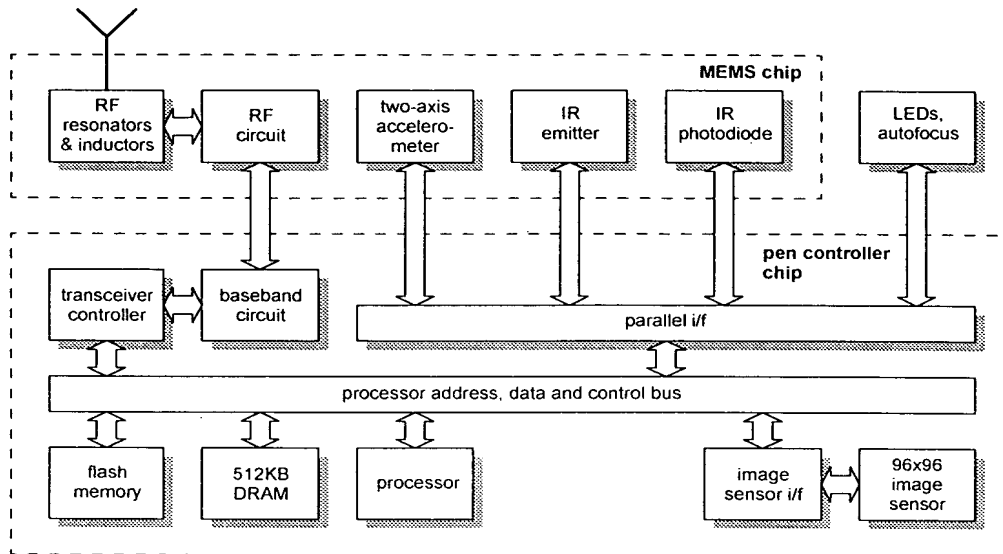 MEMS chip
RF
resonators
& inductors
RF
circuit
two-axis
accelero-
meter
IR
emitter
IR
photodiode
LEDs,
autofocus
pen controller
chip
transceiver
controller
baseband
circuit
parallel i/f
processor address, data and control bus
flash
memory
512KB
DRAM
processor
image
sensor i/f
96x96
image
sensor